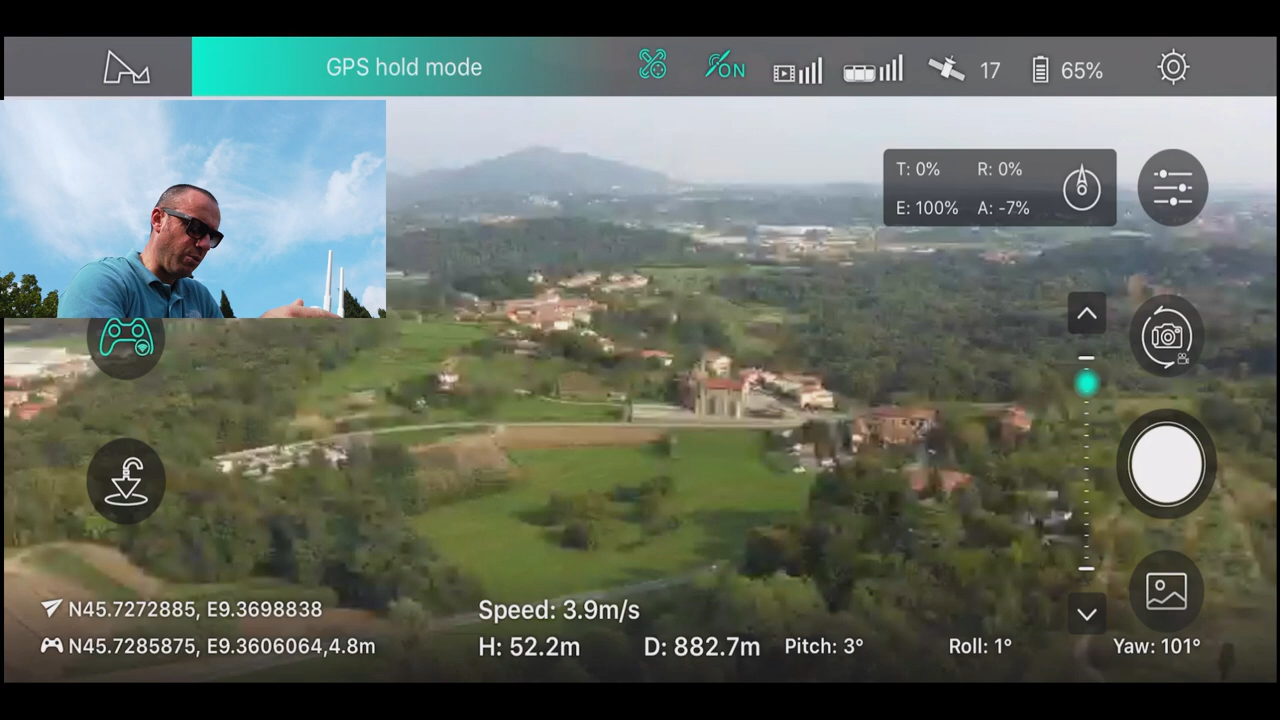 GPS hold mode
ON
17
65%
T: 0% R: 0%
E: 100% A: -7%
N45.7272885, E9.3698838
Speed: 3.9m/s
N45.7285875, E9.3606064,4.8m
H: 52.2m
D: 882.7m
Pitch: 3°
Roll: 1°
Yaw: 101°